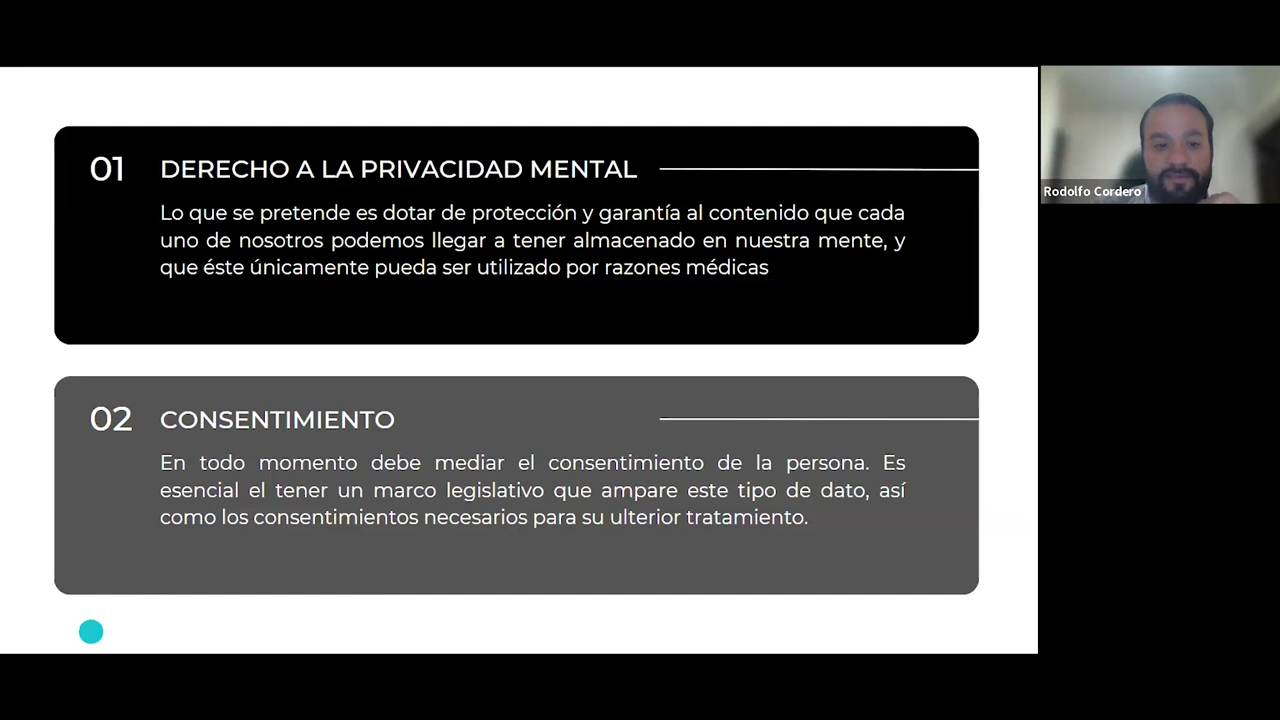 01 DERECHO A LA PRIVACIDAD MENTAL
Lo que se pretende es dotar de protección y garantía al contenido que cada
uno de nosotros podemos llegar a tener almacenado en nuestra mente, y
que éste únicamente pueda ser utilizado por razones médicas
02 CONSENTIMIENTO
En todo momento debe mediar el consentimiento de la persona. Es
esencial el tener un marco legislativo que ampare este tipo de dato, así
como los consentimientos necesarios para su ulterior tratamiento.
Rodolfo Cordero